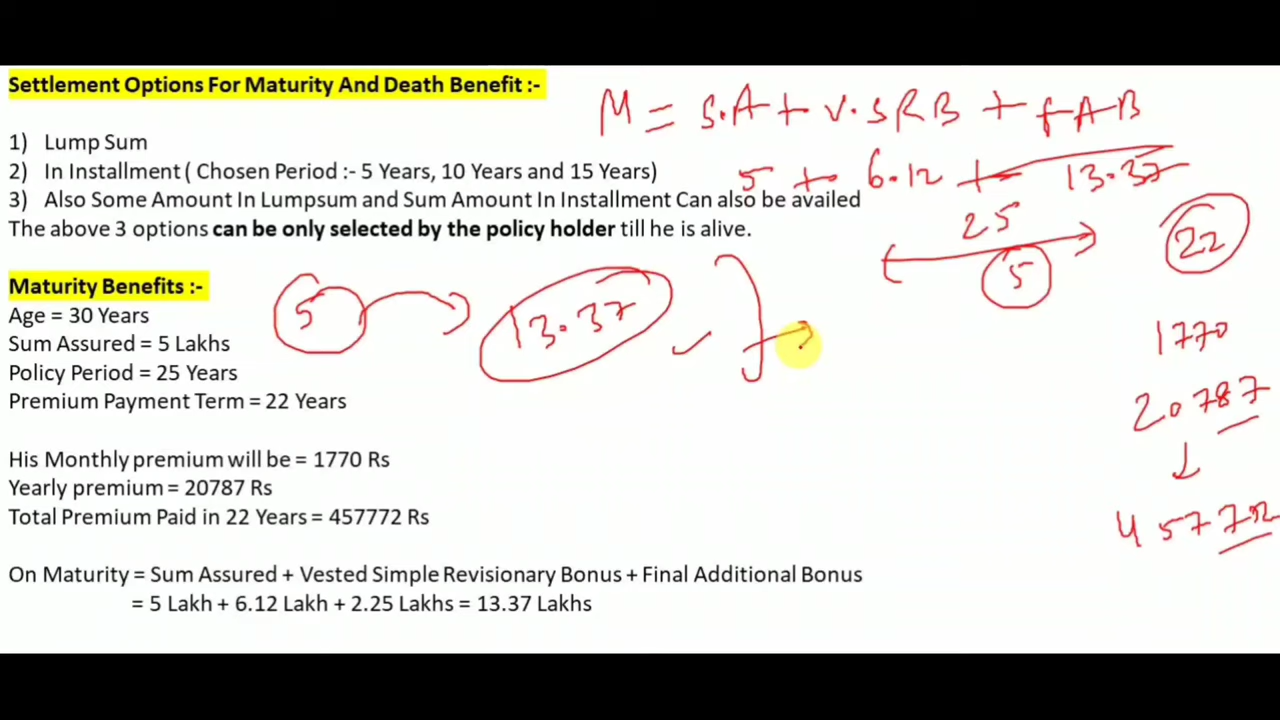 Settlement Options For Maturity And Death Benefit :-
M = S.A + V.SRB + FAB
1) Lump Sum
2) In Installment ( Chosen Period :- 5 Years, 10 Years and 15 Years)
5 + 6.12 + 13.37
3) Also Some Amount In Lumpsum and Sum Amount In Installment Can also be availed
The above 3 options can be only selected by the policy holder till he is alive.
25
22
5
Maturity Benefits :-
5 13.37
Age = 30 Years
Sum Assured = 5 Lakhs
1770
Policy Period = 25 Years
Premium Payment Term = 22 Years
20787
His Monthly premium will be = 1770 Rs
Yearly premium = 20787 Rs
Total Premium Paid in 22 Years = 457772 Rs
457772
On Maturity = Sum Assured + Vested Simple Revisionary Bonus + Final Additional Bonus
= 5 Lakh + 6.12 Lakh + 2.25 Lakhs = 13.37 Lakhs